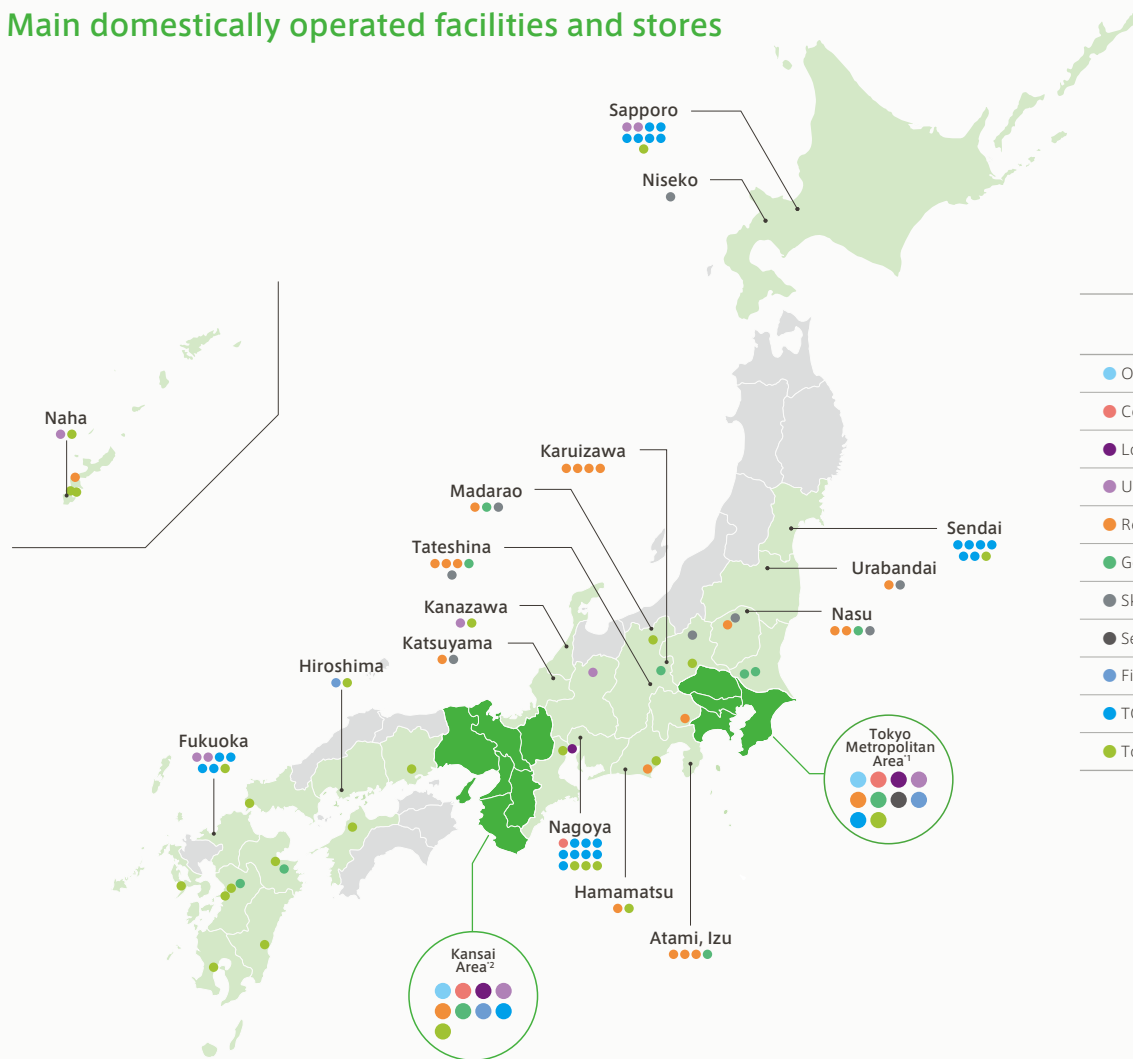 Main domestically operated facilities and stores
Sapporo
Niseko
Naha
Karuizawa
Madarao
Tateshina
Kanazawa
Katsuyama
Hiroshima
Fukuoka
Sendai
Urabandai
Nasu
Tokyo
Metropolitan
Area*1
Nagoya
Hamamatsu
Atami, Izu
Kansai
Area*2
O
Co
Lo
U
Re
G
Sk
Se
Fi
TO
To